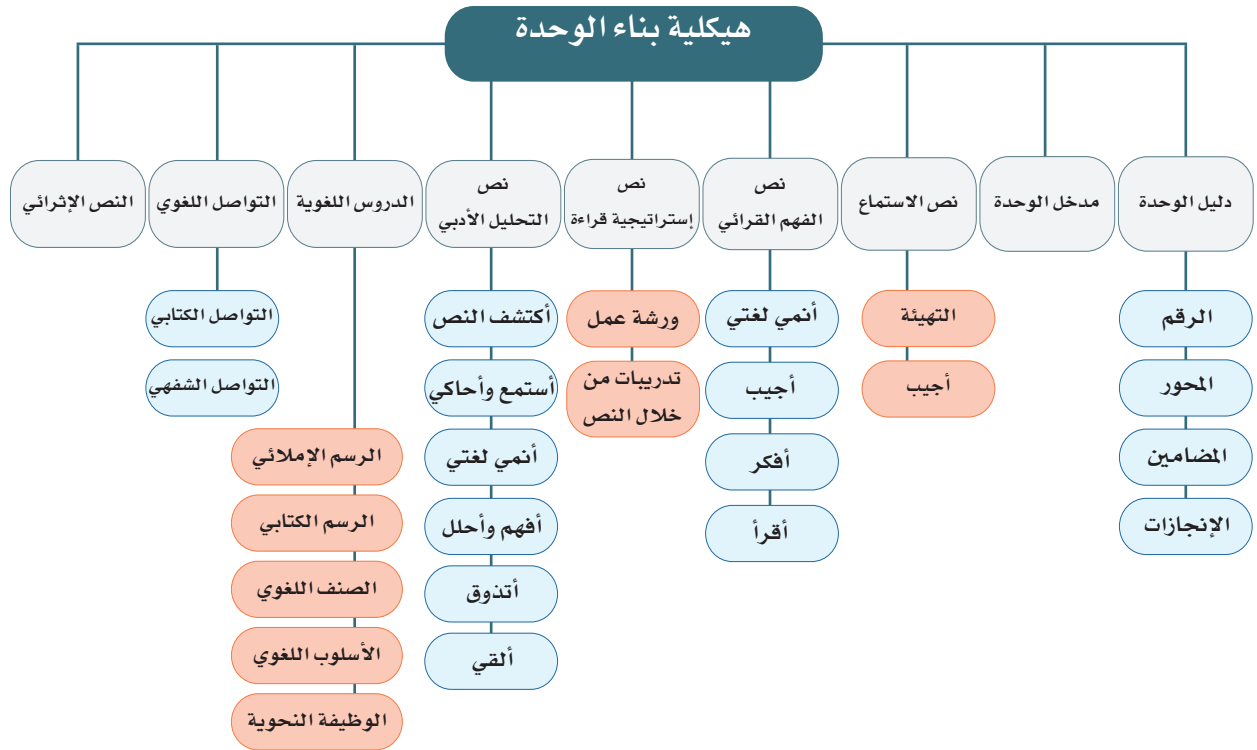 هيكلية بناء الوحدة
دليل الوحدة
الرقم
المحور
المضامين
الإنجازات
مدخل الوحدة
نص الاستماع
التهيئة
أجيب
نص
الفهم القرائي
أنمي لغتي
أجيب
أفكر
أقرأ
نص
إستراتيجية قراءة
ورشة عمل
تدريبات من
خلال النص
نص
التحليل الأدبي
أكتشف النص
أستمع وأحاكي
أنمي لغتي
أفهم وأحلل
أتذوق
ألقي
الدروس اللغوية
الرسم الإملائي
الرسم الكتابي
الصنف اللغوي
الأسلوب اللغوي
الوظيفة النحوية
التواصل اللغوي
التواصل الكتابي
التواصل الشفهي
النص الإثرائي